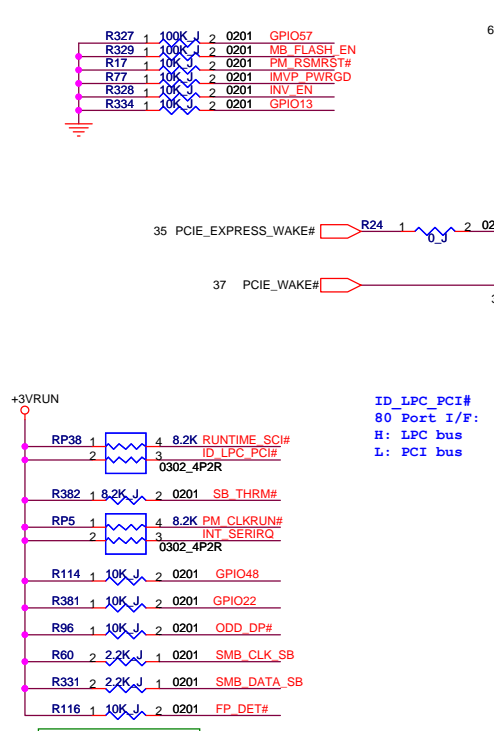 6
R327 1 100K_J 2 0201 GPIO57
R329 1 100K_J 2 0201 MB_FLASH_EN
R17 1 10K_J 2 0201 PM_RSMRST#
R77 1 10K_J 2 0201 IMVP_PWRGD
R328 1 10K_J 2 0201 INV_EN
R334 1 10K_J 2 0201 GPIO13
35 PCIE_EXPRESS_WAKE# R24 1 0_J 2 02
37 PCIE_WAKE#
+3VRUN
ID_LPC_PCI#
80 Port I/F:
H: LPC bus
L: PCI bus
RP38 1 4 8.2K RUNTIME_SCI#
2 3 ID_LPC_PCI#
0302_4P2R
R382 1 8.2K_J 2 0201 SB_THRM#
RP5 1 4 8.2K PM_CLKRUN#
2 3 INT_SERIRQ
0302_4P2R
R114 1 10K_J 2 0201 GPIO48
R381 1 10K_J 2 0201 GPIO22
R96 1 10K_J 2 0201 ODD_DP#
R60 2 2.2K_J 1 0201 SMB_CLK_SB
R331 2 2.2K_J 1 0201 SMB_DATA_SB
R116 1 10K_J 2 0201 FP_DET#